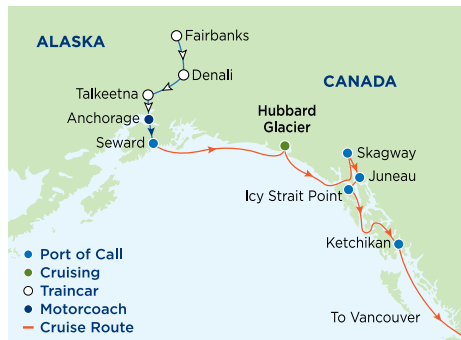 ALASKA
Fairbanks
Denali
Talkeetna
CANADA
Anchorage
Hubbard
Glacier
Seward
Skagway
Juneau
Icy Strait Point
Ketchikan
Port of Call
Cruising
Traincar
Motorcoach
Cruise Route
To Vancouver